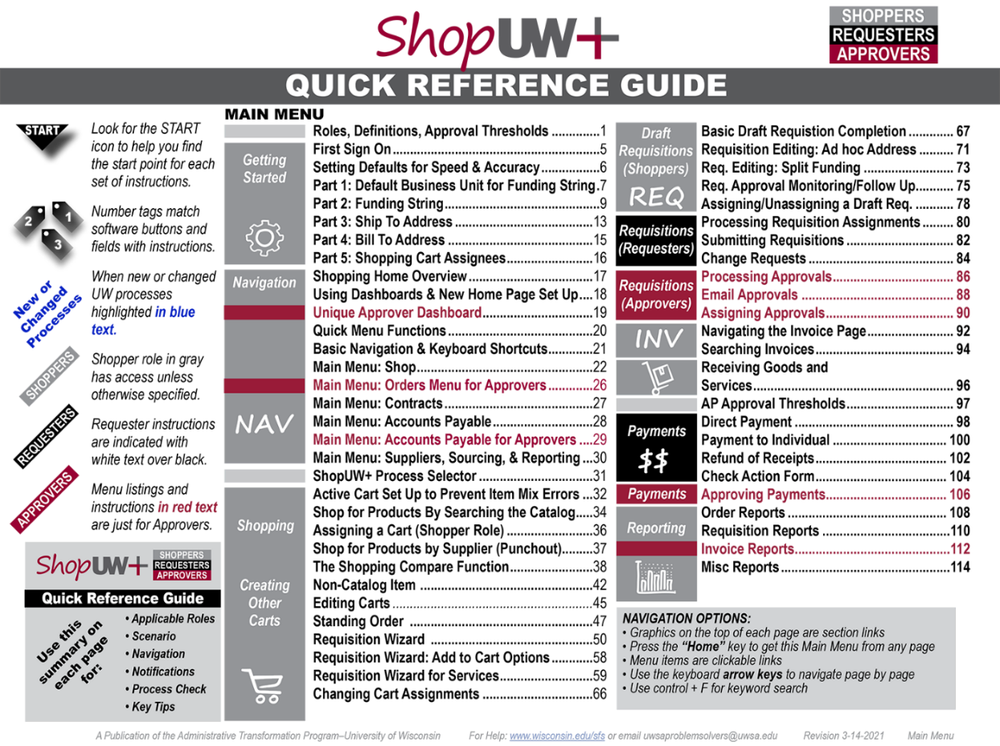 ShopUW+
SHOPPERS
REQUESTERS
APPROVERS
QUICK REFERENCE GUIDE
START
Look for the START
icon to help you find
the start point for each
set of instructions.
2
1
3
Number tags match
software buttons and
fields with instructions.
New or
Changed
Processes
When new or changed
UW processes
highlighted in blue
text.
SHOPPERS
Shopper role in gray
has access unless
otherwise specified.
REQUESTERS
Requester instructions
are indicated with
white text over black.
APPROVERS
Menu listings and
instructions in red text
are just for Approvers.
ShopUW+
SHOPPERS
REQUESTERS
APPROVERS
Quick Reference Guide
Use this
summary on
each page
for:
• Applicable Roles
• Scenario
• Navigation
• Notifications
• Process Check
• Key Tips
MAIN MENU
Getting
Started
Navigation
NAV
Shopping
Creating
Other
Carts
Roles, Definitions, Approval Thresholds .............1
First Sign On.........................................................5
Setting Defaults for Speed & Accuracy................6
Part 1: Default Business Unit for Funding String.7
Part 2: Funding String..........................................9
Part 3: Ship To Address .....................................13
Part 4: Bill To Address .......................................15
Part 5: Shopping Cart Assignees.......................16
Shopping Home Overview..................................17
Using Dashboards & New Home Page Set Up....18
Unique Approver Dashboard..............................19
Quick Menu Functions .......................................20
Basic Navigation & Keyboard Shortcuts............21
Main Menu: Shop................................................22
Main Menu: Orders Menu for Approvers ............26
Main Menu: Contracts........................................27
Main Menu: Accounts Payable...........................28
Main Menu: Accounts Payable for Approvers ....29
Main Menu: Suppliers, Sourcing, & Reporting ...30
ShopUW+ Process Selector ..............................31
Active Cart Set Up to Prevent Item Mix Errors ...32
Shop for Products By Searching the Catalog.....34
Assigning a Cart (Shopper Role) .......................36
Shop for Products by Supplier (Punchout).........37
The Shopping Compare Function......................38
Non-Catalog Item ..............................................42
Editing Carts......................................................45
Standing Order .................................................47
Requisition Wizard ............................................50
Requisition Wizard: Add to Cart Options...........58
Requisition Wizard for Services.........................59
Changing Cart Assignments .............................66
Draft
Requisitions
(Shoppers)
REQ
Requisitions
(Requesters)
Requisitions
(Approvers)
INV
Payments
$$
Payments
Reporting
Basic Draft Requistion Completion............ 67
Requisition Editing: Ad hoc Address .......... 71
Req. Editing: Split Funding ........................ 73
Req. Approval Monitoring/Follow Up.......... 75
Assigning/Unassigning a Draft Req. .......... 78
Processing Requisition Assignments ......... 80
Submitting Requisitions ............................. 82
Change Requests ...................................... 84
Processing Approvals................................ 86
Email Approvals ........................................ 88
Assigning Approvals.................................. 90
Navigating the Invoice Page....................... 92
Searching Invoices..................................... 94
Receiving Goods and
Services..................................................... 96
AP Approval Thresholds............................. 97
Direct Payment .......................................... 98
Payment to Individual .............................. 100
Refund of Receipts................................... 102
Check Action Form................................... 104
Approving Payments................................ 106
Order Reports .......................................... 108
Requisition Reports ..................................110
Invoice Reports.........................................112
Misc Reports.............................................114
NAVIGATION OPTIONS:
• Graphics on the top of each page are section links
• Press the “Home” key to get this Main Menu from any page
• Menu items are clickable links
• Use the keyboard arrow keys to navigate page by page
• Use control + F for keyword search
A Publication of the Administrative Transformation Program–University of Wisconsin For Help: www.wisconsin.edu/sfs or email uwsaproblemsolvers@uwsa.edu Revision 3-14-2021 Main Menu